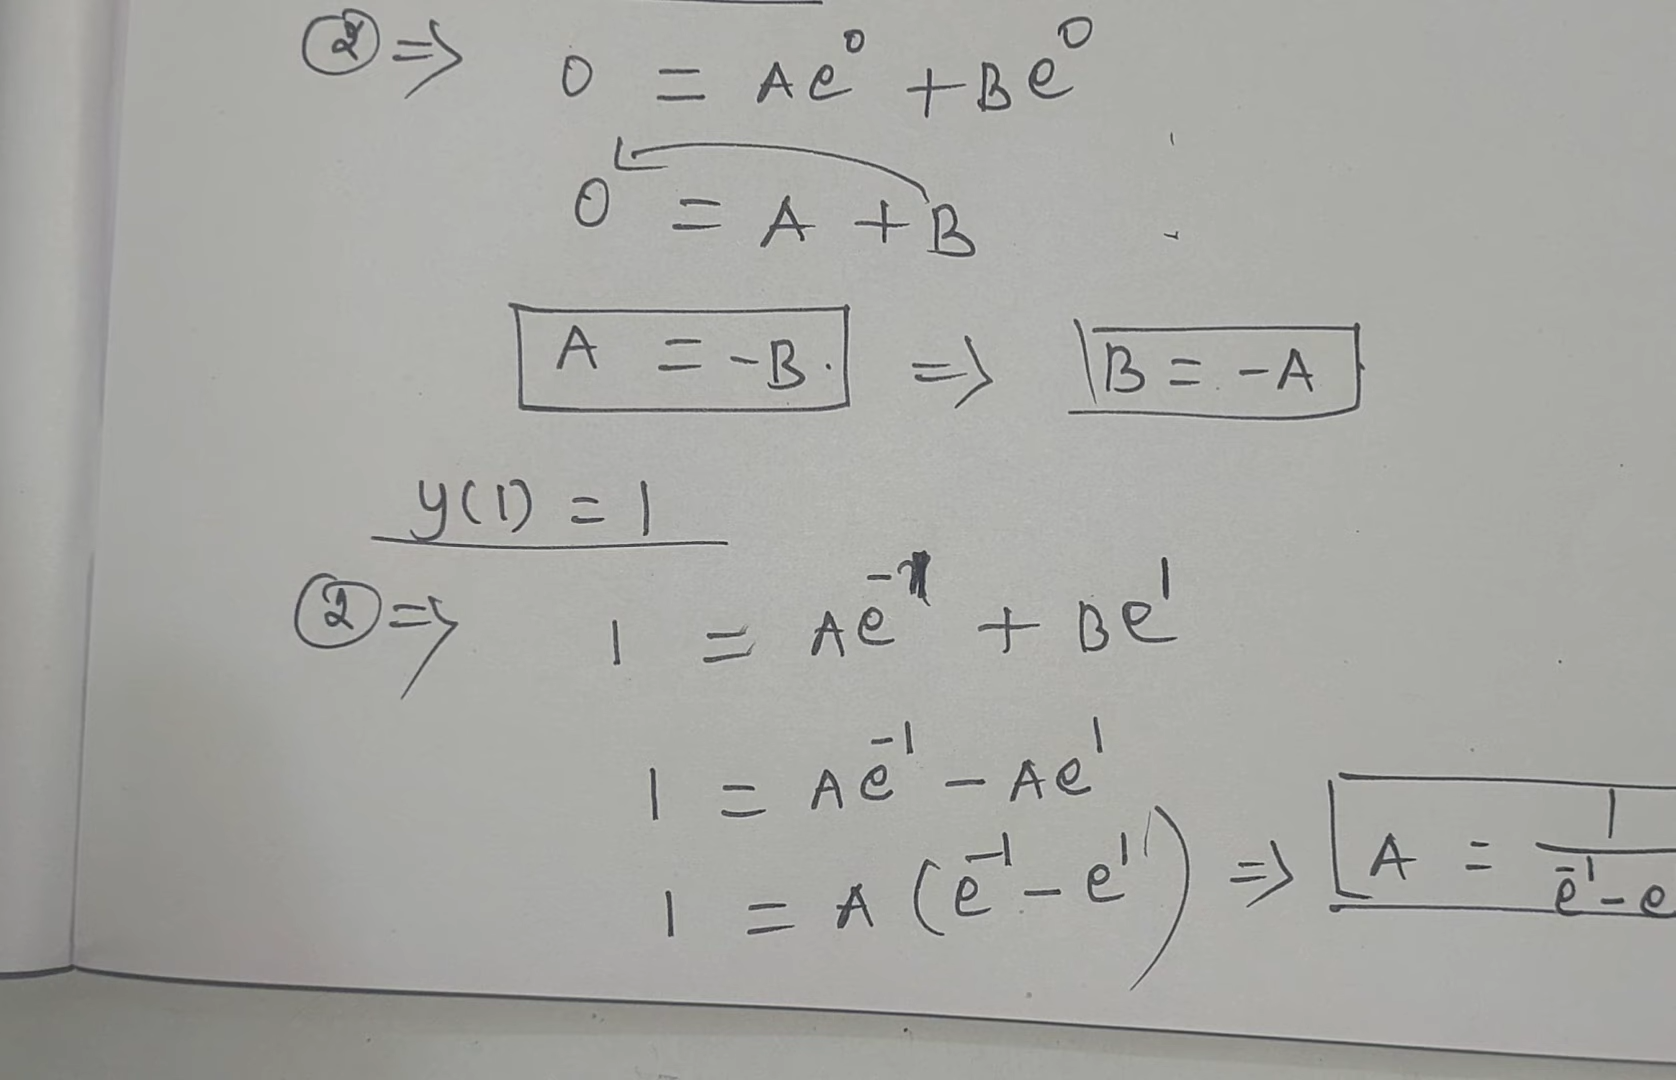 ② ⇒ 0 = Ae⁰ + Be⁰
0 = A + B
A = -B. ⇒ B = -A
y(1) = 1
② ⇒ 1 = Ae⁻¹ + Be¹
1 = Ae⁻¹ - Ae¹
1 = A (e⁻¹ - e¹) ⇒ A = 1/(e⁻¹ - e